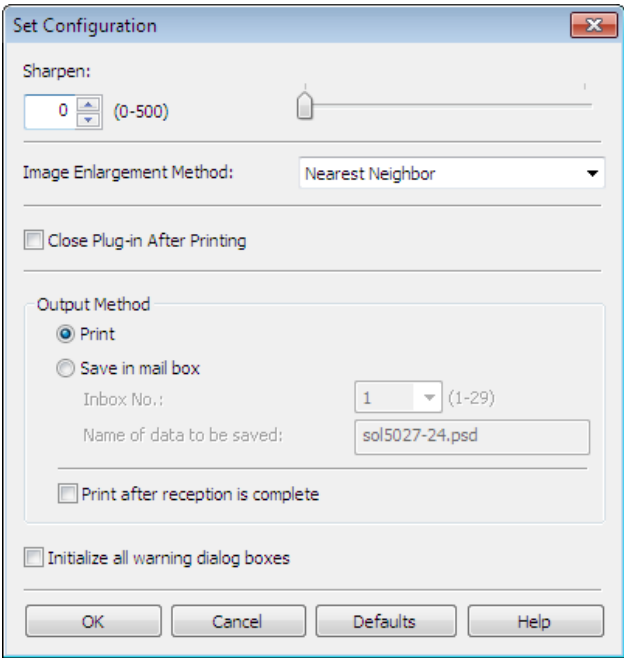 Set Configuration
Sharpen:
0 (0-500)
Image Enlargement Method: Nearest Neighbor
Close Plug-in After Printing
Output Method
Print
Save in mail box
Inbox No.: 1 (1-29)
Name of data to be saved: sol5027-24.psd
Print after reception is complete
Initialize all warning dialog boxes
OK Cancel Defaults Help